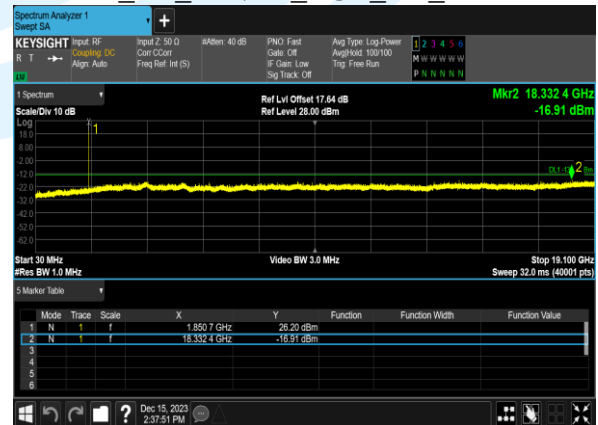 Spectrum Analyzer 1
Swept SA
+
KEYSIGHT Input: RF Input Z: 50 Ω #Atten: 40 dB PNO: Fast Avg Type: Log-Power 1 2 3 4 5 6
R T Coupling: DC Corr CCorr Gate: Off Avg|Hold: 100/100 M W W W W W
Align: Auto Freq Ref: Int (S) IF Gain: Low Trig: Free Run
LV Sig Track: Off P N N N N N
1 Spectrum Ref Lvl Offset 17.64 dB Mkr2 18.332 4 GHz
Scale/Div 10 dB Ref Level 28.00 dBm -16.91 dBm
Log
1
18.0
8.00
-2.00
-12.0 2
-22.0
-32.0
-42.0
-52.0
-62.0
Start 30 MHz Video BW 3.0 MHz Stop 19.100 GHz
#Res BW 1.0 MHz Sweep 32.0 ms (40001 pts)
5 Marker Table
Mode Trace Scale X Y Function Function Width Function Value
1 N 1 f 1.850 7 GHz 26.20 dBm
2 N 1 f 18.332 4 GHz -16.91 dBm
3
4
5
6
? Dec 15, 2023
2:37:51 PM